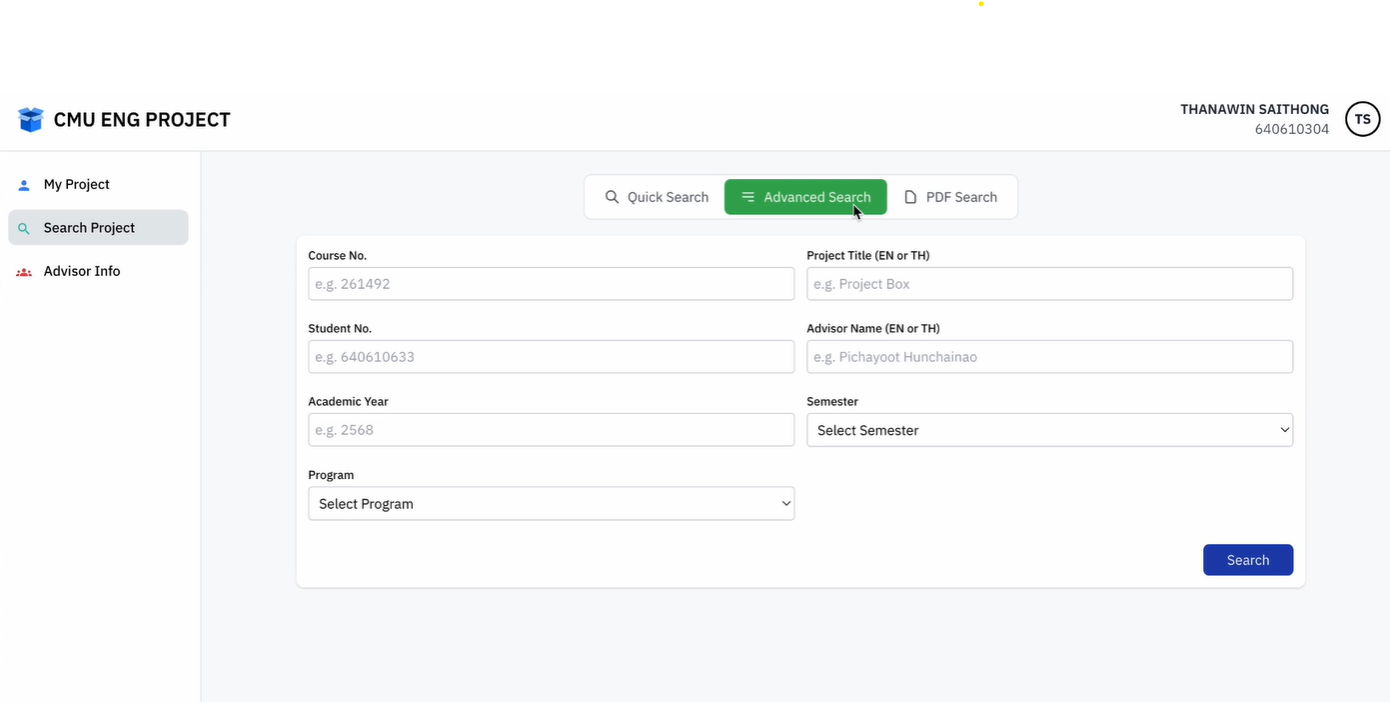 CMU ENG PROJECT
THANAWIN SAITHONG
640610304
TS
My Project
Search Project
Advisor Info
Quick Search
Advanced Search
PDF Search
Course No.
e.g. 261492
Project Title (EN or TH)
e.g. Project Box
Student No.
e.g. 640610633
Advisor Name (EN or TH)
e.g. Pichayoot Hunchainao
Academic Year
e.g. 2568
Semester
Select Semester
Program
Select Program
Search